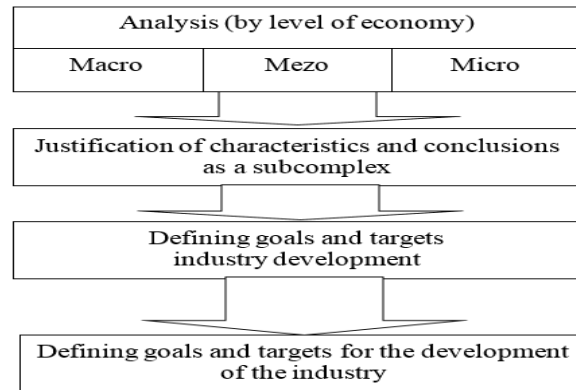 Analysis (by level of economy)
Macro Mezo Micro
Justification of characteristics and conclusions
as a subcomplex
Defining goals and targets
industry development
Defining goals and targets for the development
of the industry